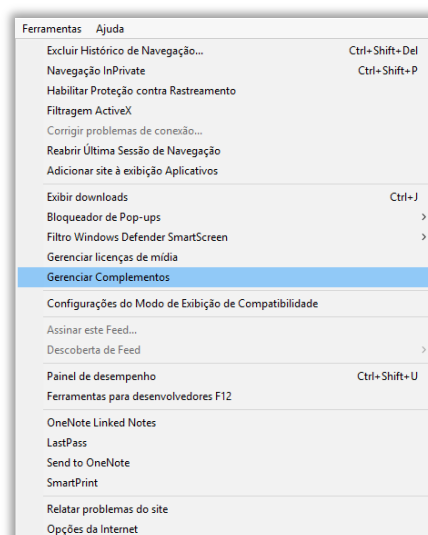 Ferramentas Ajuda
Excluir Histórico de Navegação... Ctrl+Shift+Del
Navegação InPrivate Ctrl+Shift+P
Habilitar Proteção contra Rastreamento
Filtragem ActiveX
Corrigir problemas de conexão...
Reabrir Última Sessão de Navegação
Adicionar site à exibição Aplicativos
Exibir downloads Ctrl+J
Bloqueador de Pop-ups
Filtro Windows Defender SmartScreen
Gerenciar licenças de mídia
Gerenciar Complementos
Configurações do Modo de Exibição de Compatibilidade
Assinar este Feed...
Descoberta de Feed
Painel de desempenho Ctrl+Shift+U
Ferramentas para desenvolvedores F12
OneNote Linked Notes
LastPass
Send to OneNote
SmartPrint
Relatar problemas do site
Opções da Internet